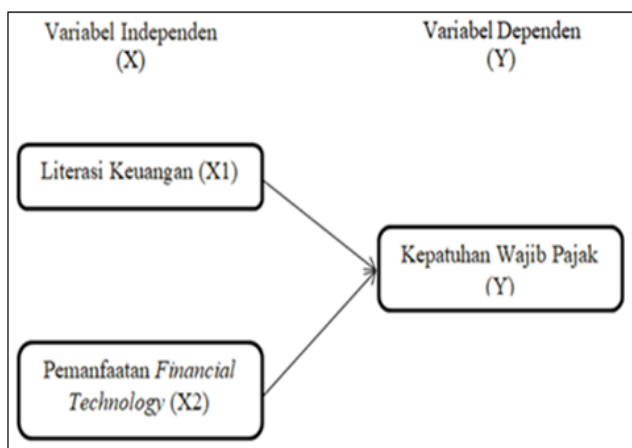 Variabel Independen
(X)
Variabel Dependen
(Y)
Literasi Keuangan (X1)
Kepatuhan Wajib Pajak
(Y)
Pemanfaatan Financial
Technology (X2)